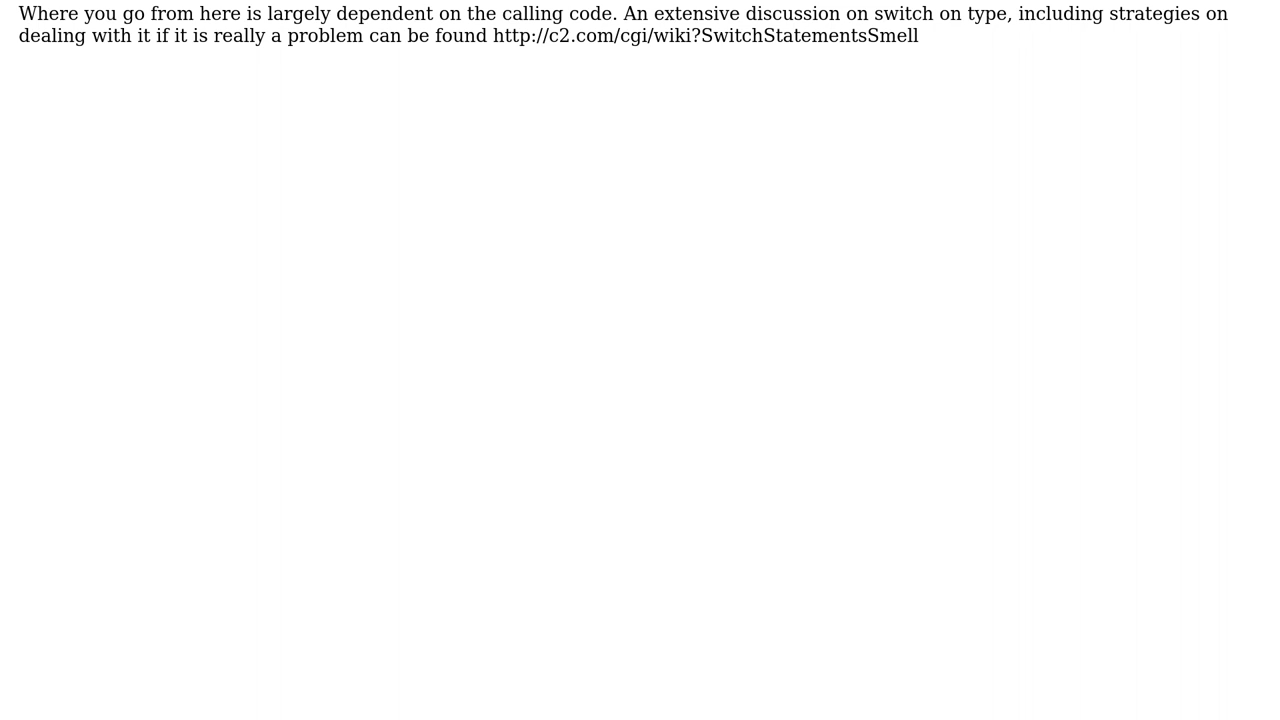 Where you go from here is largely dependent on the calling code. An extensive discussion on switch on type, including strategies on
dealing with it if it is really a problem can be found http://c2.com/cgi/wiki?SwitchStatementsSmell